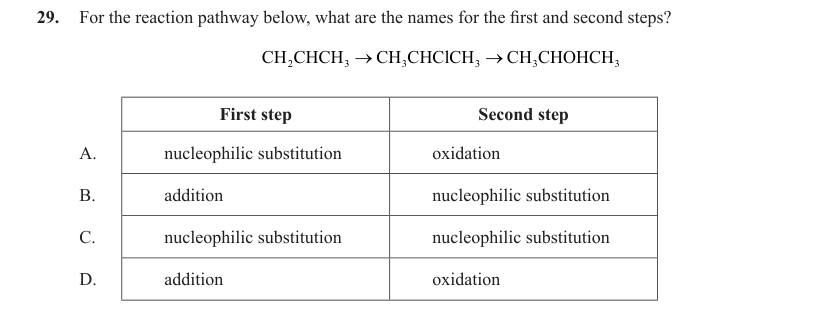 29. For the reaction pathway below, what are the names for the first and second steps?
CH₂CHCH₃ → CH₃CHClCH₃ → CH₃CHOHCH₃
First step Second step
A. nucleophilic substitution oxidation
B. addition nucleophilic substitution
C. nucleophilic substitution nucleophilic substitution
D. addition oxidation